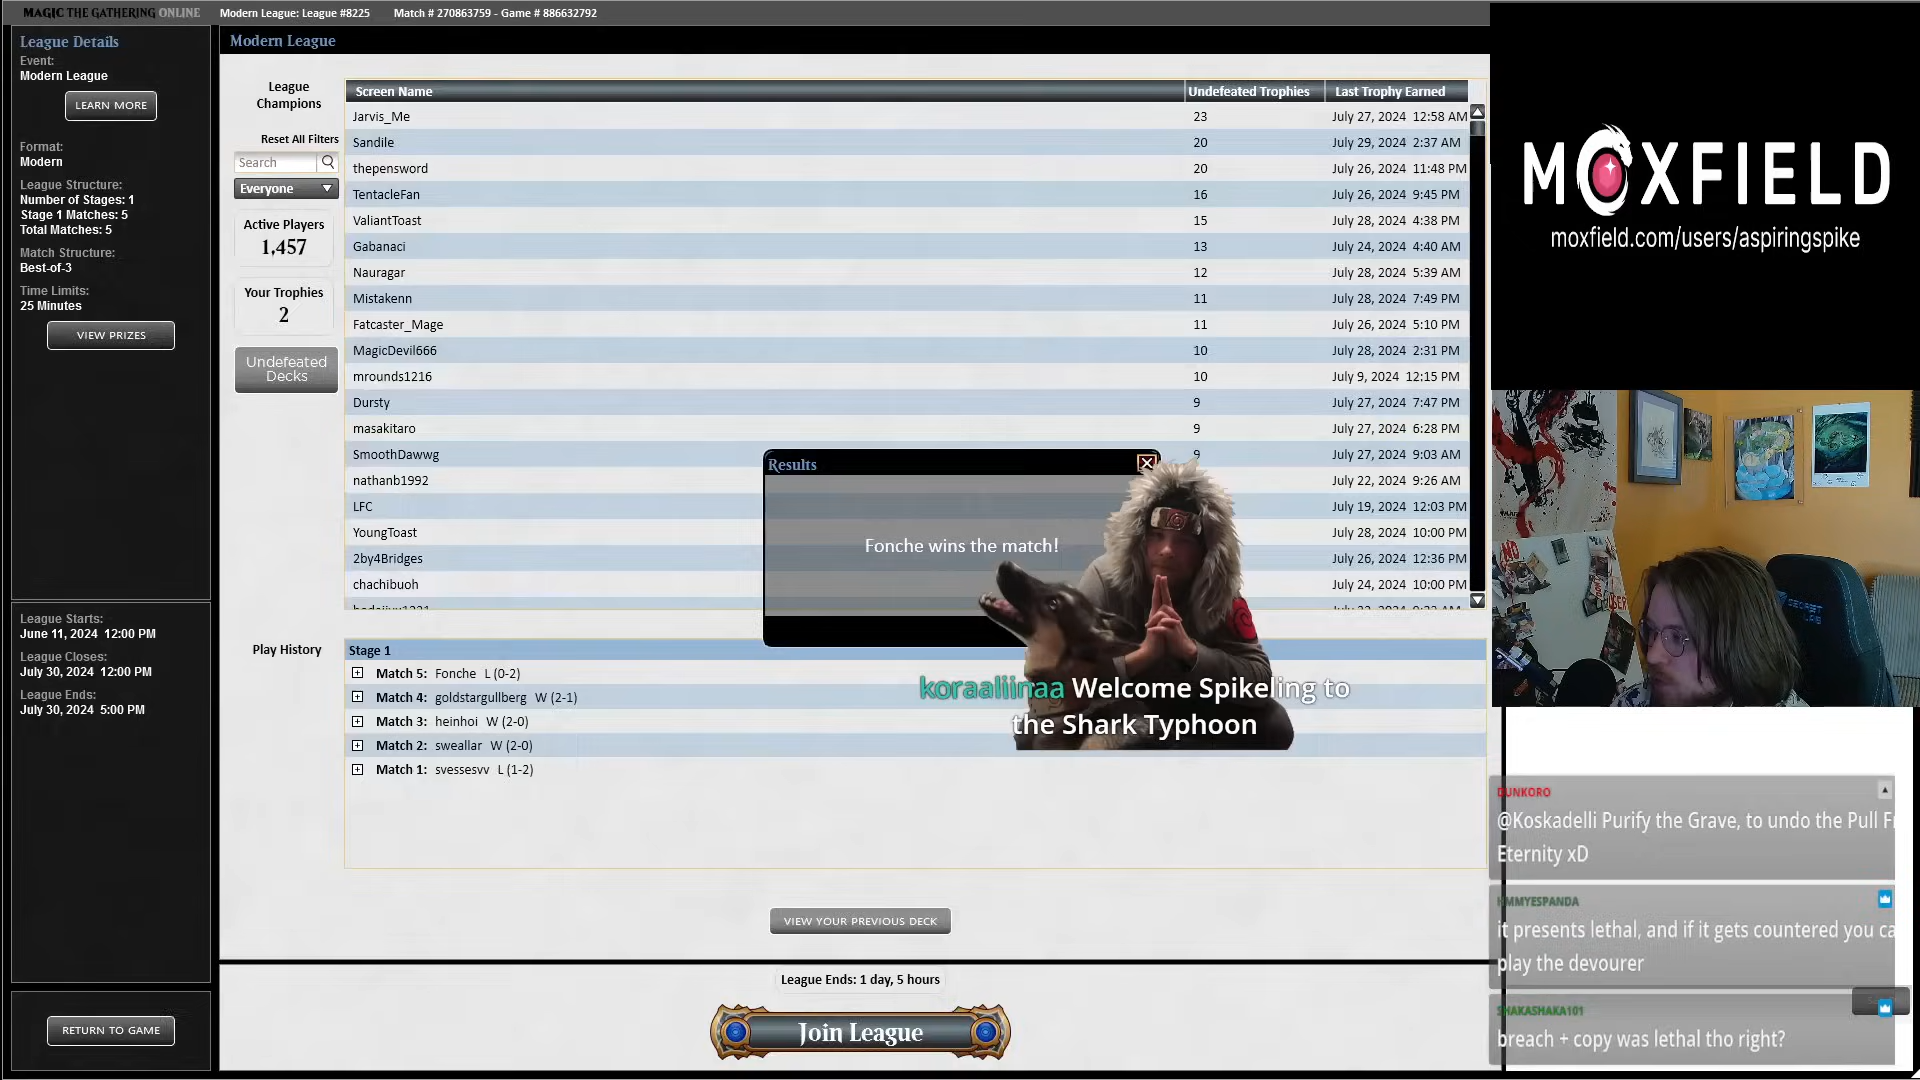 MAGIC THE GATHERING ONLINE
Modern League: League #8225
Match # 270863759 - Game # 886632792
League Details
Event:
Modern League
LEARN MORE
Format:
Modern
League Structure:
Number of Stages: 1
Stage 1 Matches: 5
Total Matches: 5
Match Structure:
Best-of-3
Time Limits:
25 Minutes
VIEW PRIZES
League Starts:
June 11, 2024 12:00 PM
League Closes:
July 30, 2024 12:00 PM
League Ends:
July 30, 2024 5:00 PM
RETURN TO GAME
Modern League
League
Champions
Reset All Filters
Search
Everyone
Active Players
1,457
Your Trophies
2
Undefeated
Decks
Screen Name Undefeated Trophies Last Trophy Earned
Jarvis_Me 23 July 27, 2024 12:58 AM
Sandile 20 July 29, 2024 2:37 AM
thepensword 20 July 26, 2024 11:48 PM
TentacleFan 16 July 26, 2024 9:45 PM
ValiantToast 15 July 28, 2024 4:38 PM
Gabanaci 13 July 24, 2024 4:40 AM
Nauragar 12 July 28, 2024 5:39 AM
Mistakenn 11 July 28, 2024 7:49 PM
Fatcaster_Mage 11 July 26, 2024 5:10 PM
MagicDevil666 10 July 28, 2024 2:31 PM
mrounds1216 10 July 9, 2024 12:15 PM
Dursty 9 July 27, 2024 7:47 PM
masakitaro 9 July 27, 2024 6:28 PM
SmoothDawwg 9 July 27, 2024 9:03 AM
nathanb1992 July 22, 2024 9:26 AM
LFC July 19, 2024 12:03 PM
YoungToast July 28, 2024 10:00 PM
2by4Bridges July 26, 2024 12:36 PM
chachibuoh July 24, 2024 10:00 PM
Results
Fonche wins the match!
koraaliinaa Welcome Spikeling to
the Shark Typhoon
Play History
Stage 1
Match 5: Fonche L (0-2)
Match 4: goldstargullberg W (2-1)
Match 3: heinhoi W (2-0)
Match 2: sweallar W (2-0)
Match 1: svessesvv L (1-2)
VIEW YOUR PREVIOUS DECK
League Ends: 1 day, 5 hours
Join League
MOXFIELD
moxfield.com/users/aspiringspike
DUNKORO
@Koskadelli Purify the Grave, to undo the Pull Fr
Eternity xD
it presents lethal, and if it gets countered you ca
play the devourer
SHAKASHAKA101
breach + copy was lethal tho right?